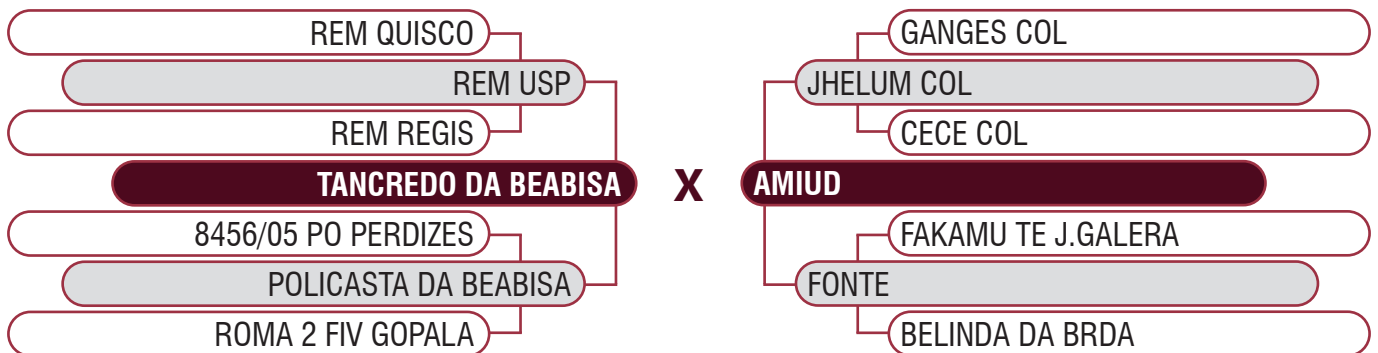 REM QUISCO
REM USP
REM REGIS
TANCREDO DA BEABISA
8456/05 PO PERDIZES
POLICASTA DA BEABISA
ROMA 2 FIV GOPALA
X
GANGES COL
JHELUM COL
CECE COL
AMIUD
FAKAMU TE J.GALERA
FONTE
BELINDA DA BRDA